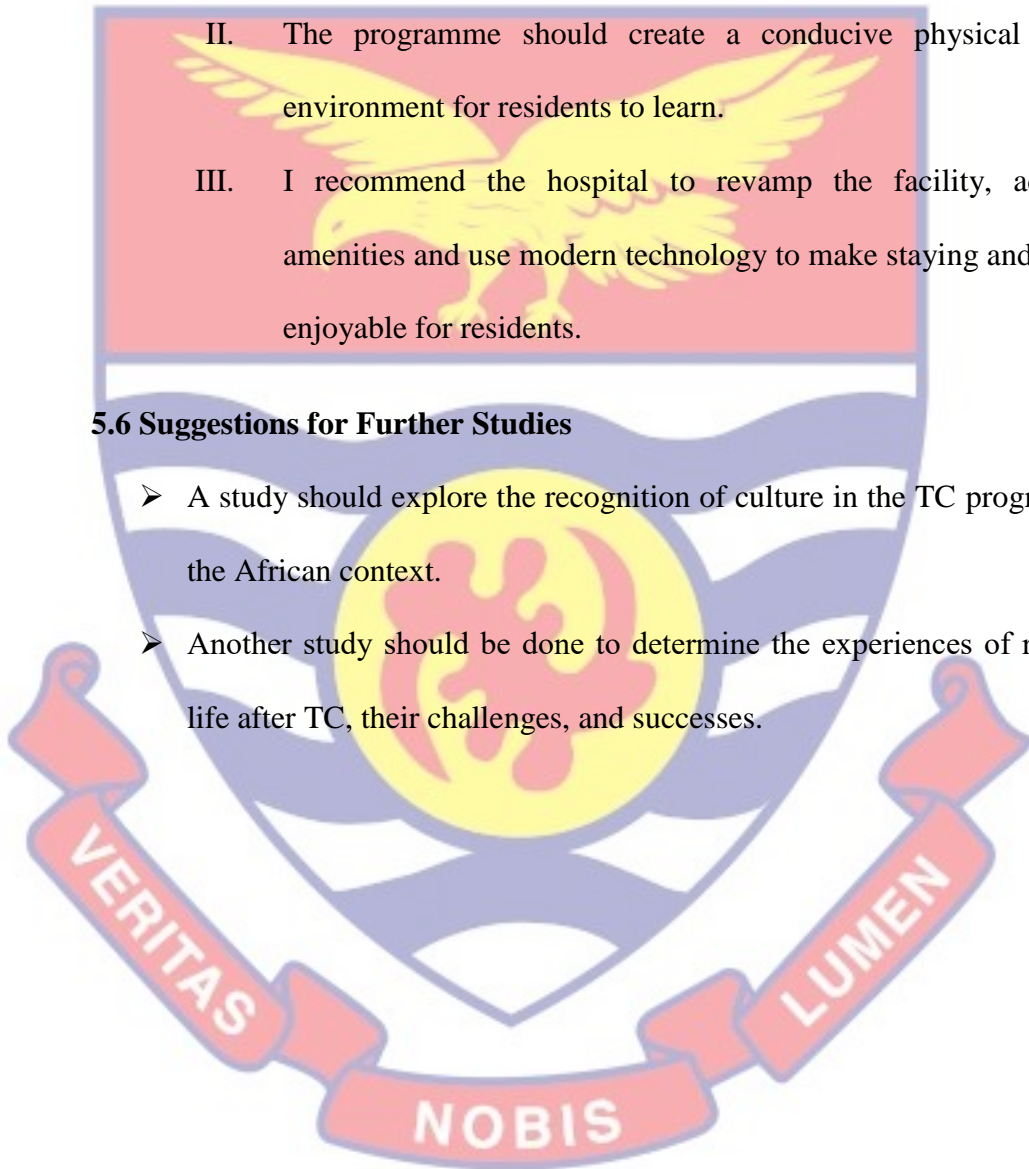 II. The programme should create a conducive physical
environment for residents to learn.
III. I recommend the hospital to revamp the facility,
amenities and use modern technology to make staying and
enjoyable for residents.
5.6 Suggestions for Further Studies
➢ A study should explore the recognition of culture in the TC
the African context.
➢ Another study should be done to determine the experiences of
life after TC, their challenges, and successes.
VERITAS
NOBIS
LUMEN